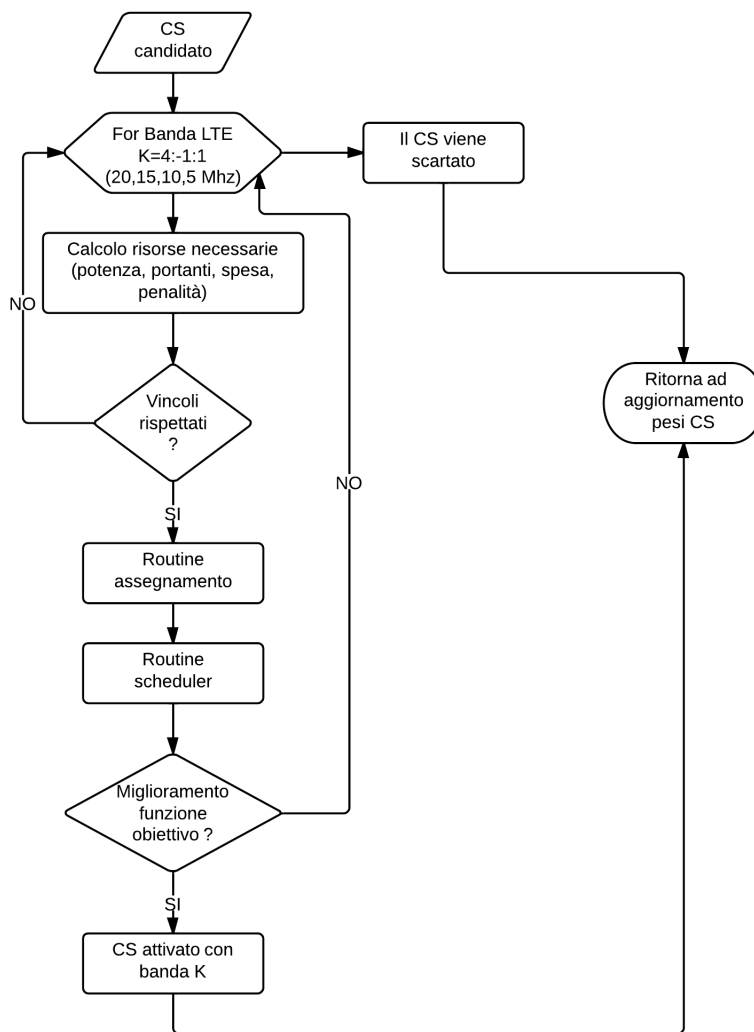 CS
candidato
For Banda LTE
K=4:-1:1
(20,15,10,5 Mhz)
Il CS viene
scartato
Calcolo risorse necessarie
(potenza, portanti, spesa,
penalità)
NO
Vincoli
rispettati
?
Ritorna ad
aggiornamento
pesi CS
NO
SI
Routine
assegnamento
Routine
scheduler
Miglioramento
funzione
obiettivo ?
SI
CS attivato con
banda K